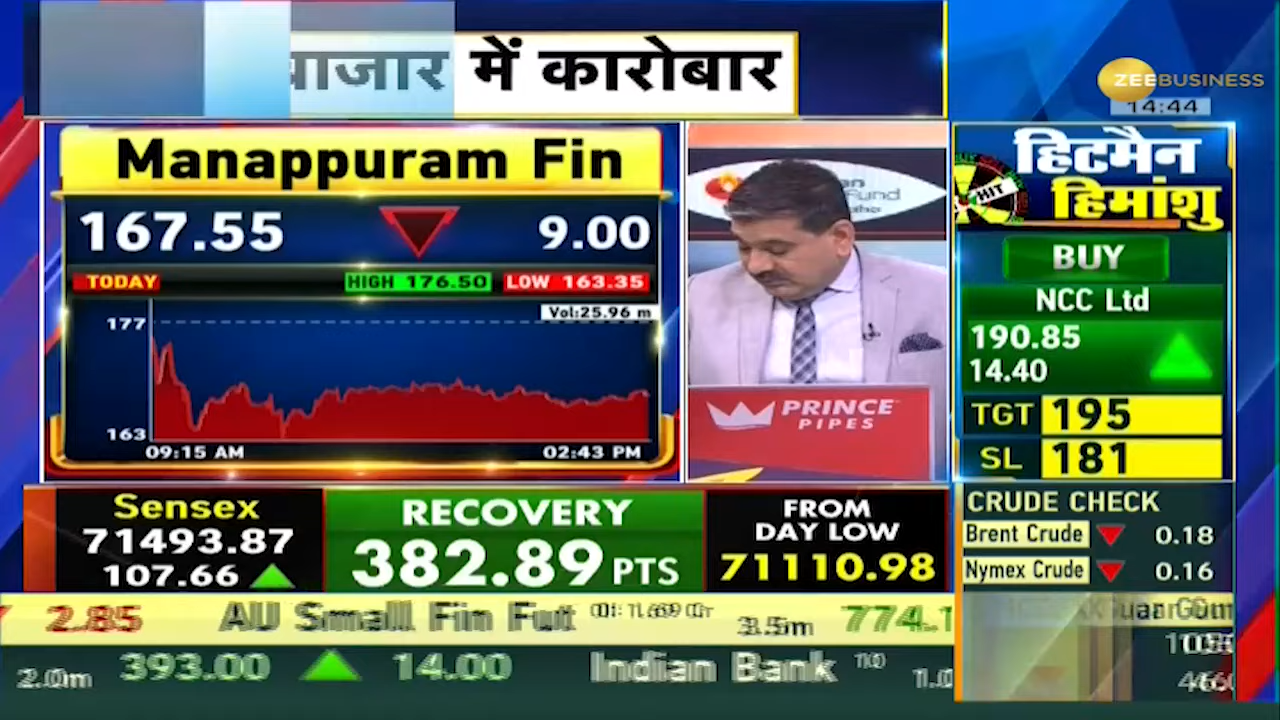 बाजार में कारोबार
ZEEBUSINESS
14:44
Manappuram Fin
167.55 9.00
TODAY HIGH 176.50 LOW 163.35
Vol:25.96 m
177
163
09:15 AM 02:43 PM
PRINCE
PIPES
हिटमैन
HIT
हिमांशु
BUY
NCC Ltd
190.85
14.40
TGT 195
SL 181
Sensex
71493.87
107.66
RECOVERY
382.89 PTS
FROM
DAY LOW
71110.98
CRUDE CHECK
Brent Crude 0.18
Nymex Crude 0.16
2.85 AU Small Fin Fut 3.5m 774.1
2.0m 393.00 14.00 Indian Bank 1.0